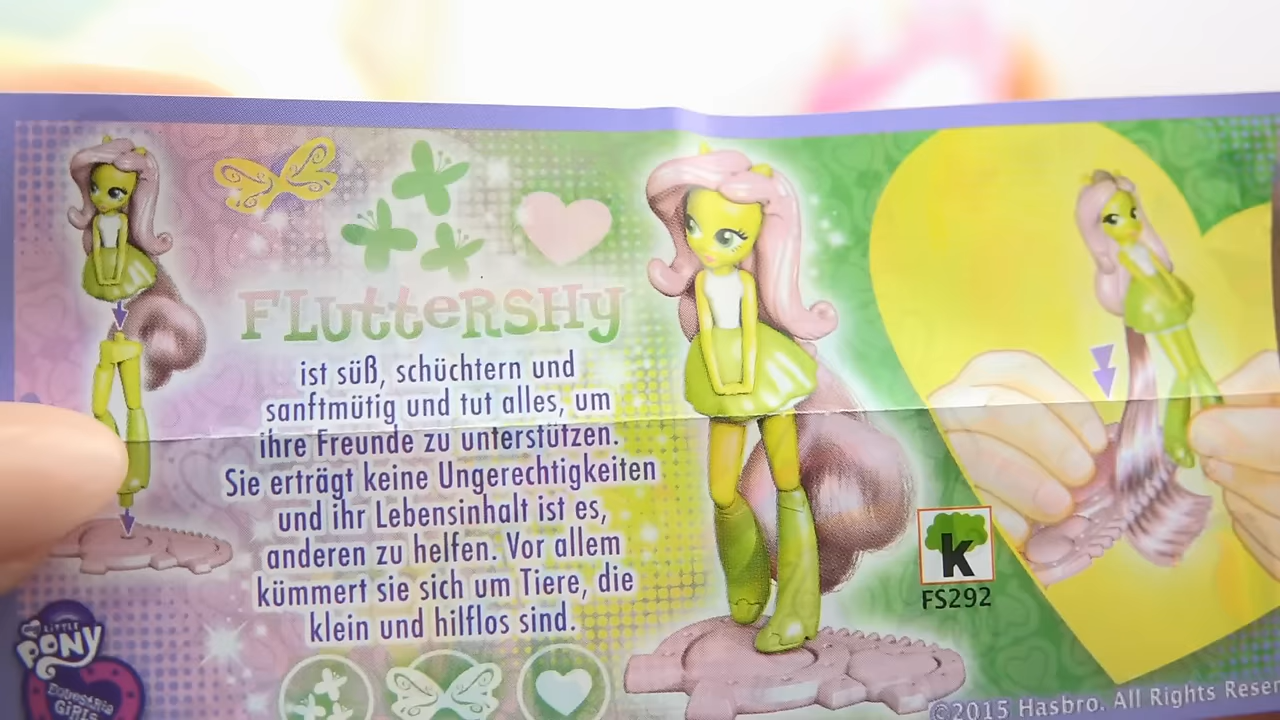 FLutteRSHy
ist süß, schüchtern und
sanftmütig und tut alles, um
ihre Freunde zu unterstützen.
Sie erträgt keine Ungerechtigkeiten
und ihr Lebensinhalt ist es,
anderen zu helfen. Vor allem
kümmert sie sich um Tiere, die
klein und hilflos sind.
k
FS292
My
LITTLE
PONY
EQUESTRIA
GIRLS
©2015 Hasbro. All Rights Reser